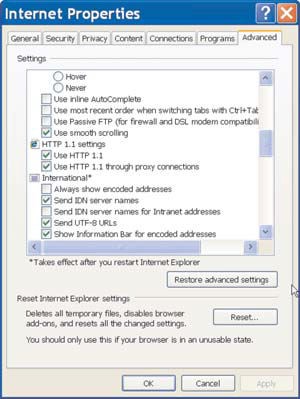 Internet Properties
General Security Privacy Content Connections Programs Advanced
Settings
Hover
Never
Use inline AutoComplete
Use most recent order when switching tabs with Ctrl+Tab
Use Passive FTP (for firewall and DSL modem compatibili
Use smooth scrolling
HTTP 1.1 settings
Use HTTP 1.1
Use HTTP 1.1 through proxy connections
International*
Always show encoded addresses
Send IDN server names
Send IDN server names for Intranet addresses
Send UTF-8 URLs
Show Information Bar for encoded addresses
*Takes effect after you restart Internet Explorer
Restore advanced settings
Reset Internet Explorer settings
Deletes all temporary files, disables browser
add-ons, and resets all the changed settings.
Reset...
You should only use this if your browser is in an unusable state.
OK Cancel Apply